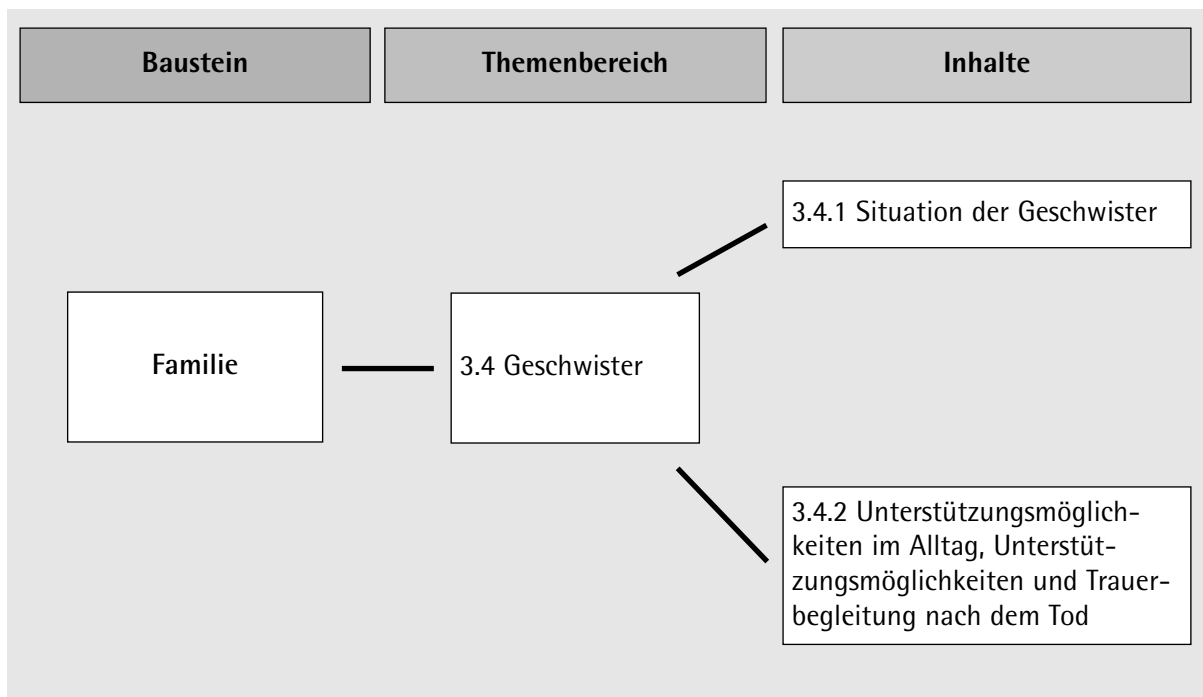 Baustein
Themenbereich
Inhalte
3.4.1 Situation der Geschwister
Familie
3.4 Geschwister
3.4.2 Unterstützungsmöglich-
keiten im Alltag, Unterstüt-
zungsmöglichkeiten und Trauer-
begleitung nach dem Tod